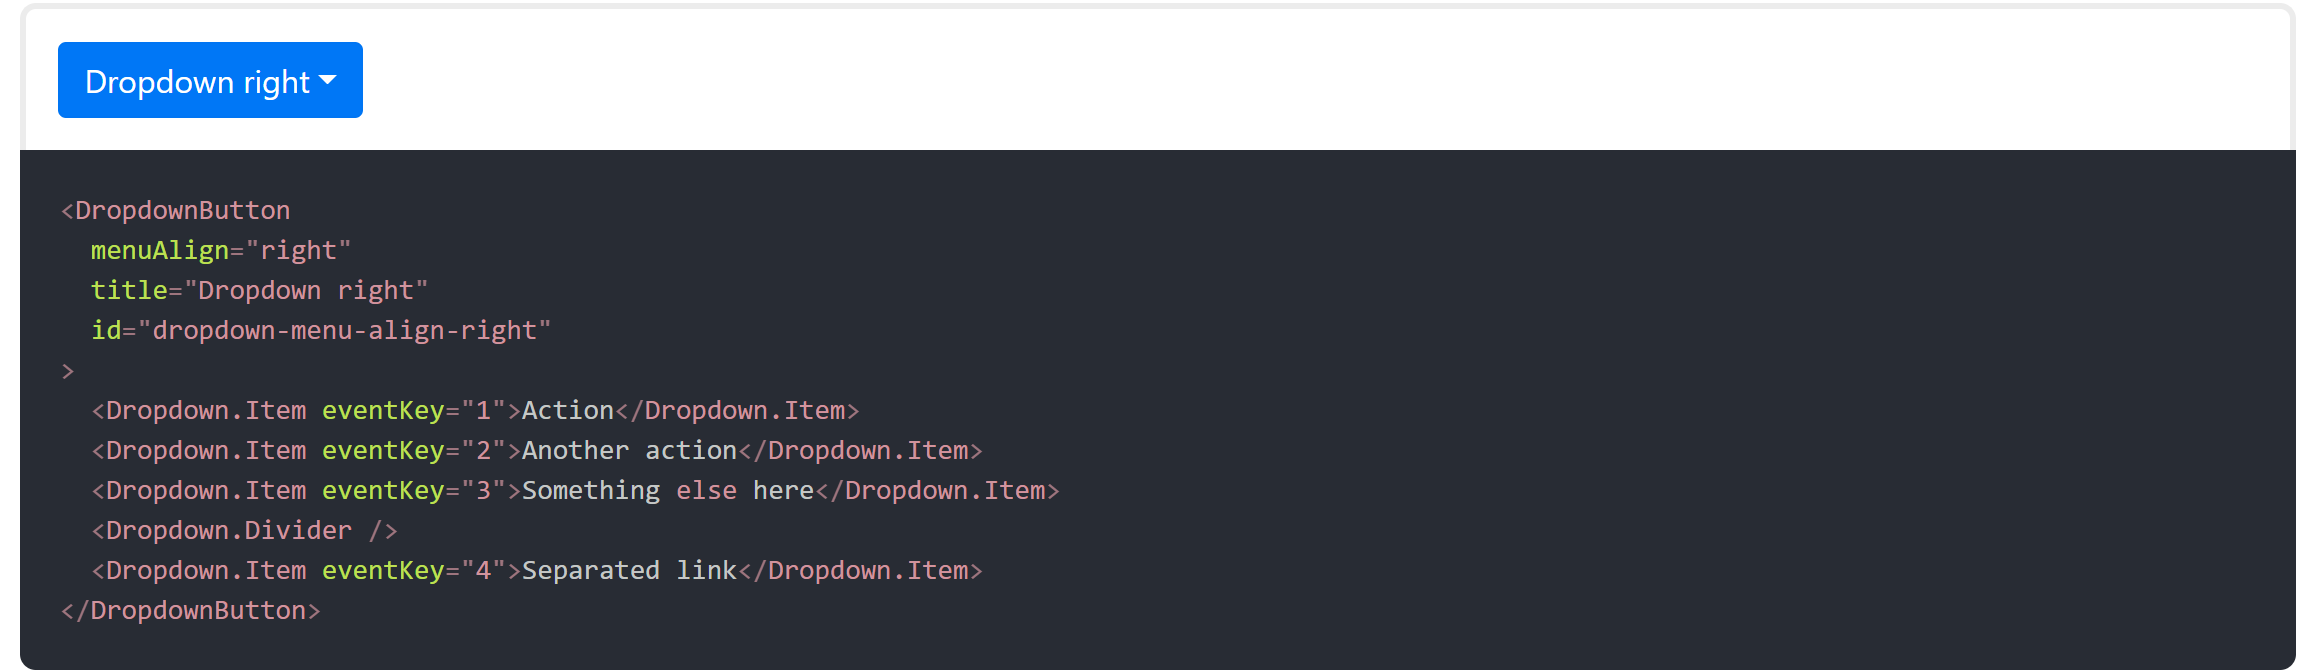 Dropdown right
<DropdownButton
  menuAlign="right"
  title="Dropdown right"
  id="dropdown-menu-align-right"
>
  <Dropdown.Item eventKey="1">Action</Dropdown.Item>
  <Dropdown.Item eventKey="2">Another action</Dropdown.Item>
  <Dropdown.Item eventKey="3">Something else here</Dropdown.Item>
  <Dropdown.Divider />
  <Dropdown.Item eventKey="4">Separated link</Dropdown.Item>
</DropdownButton>